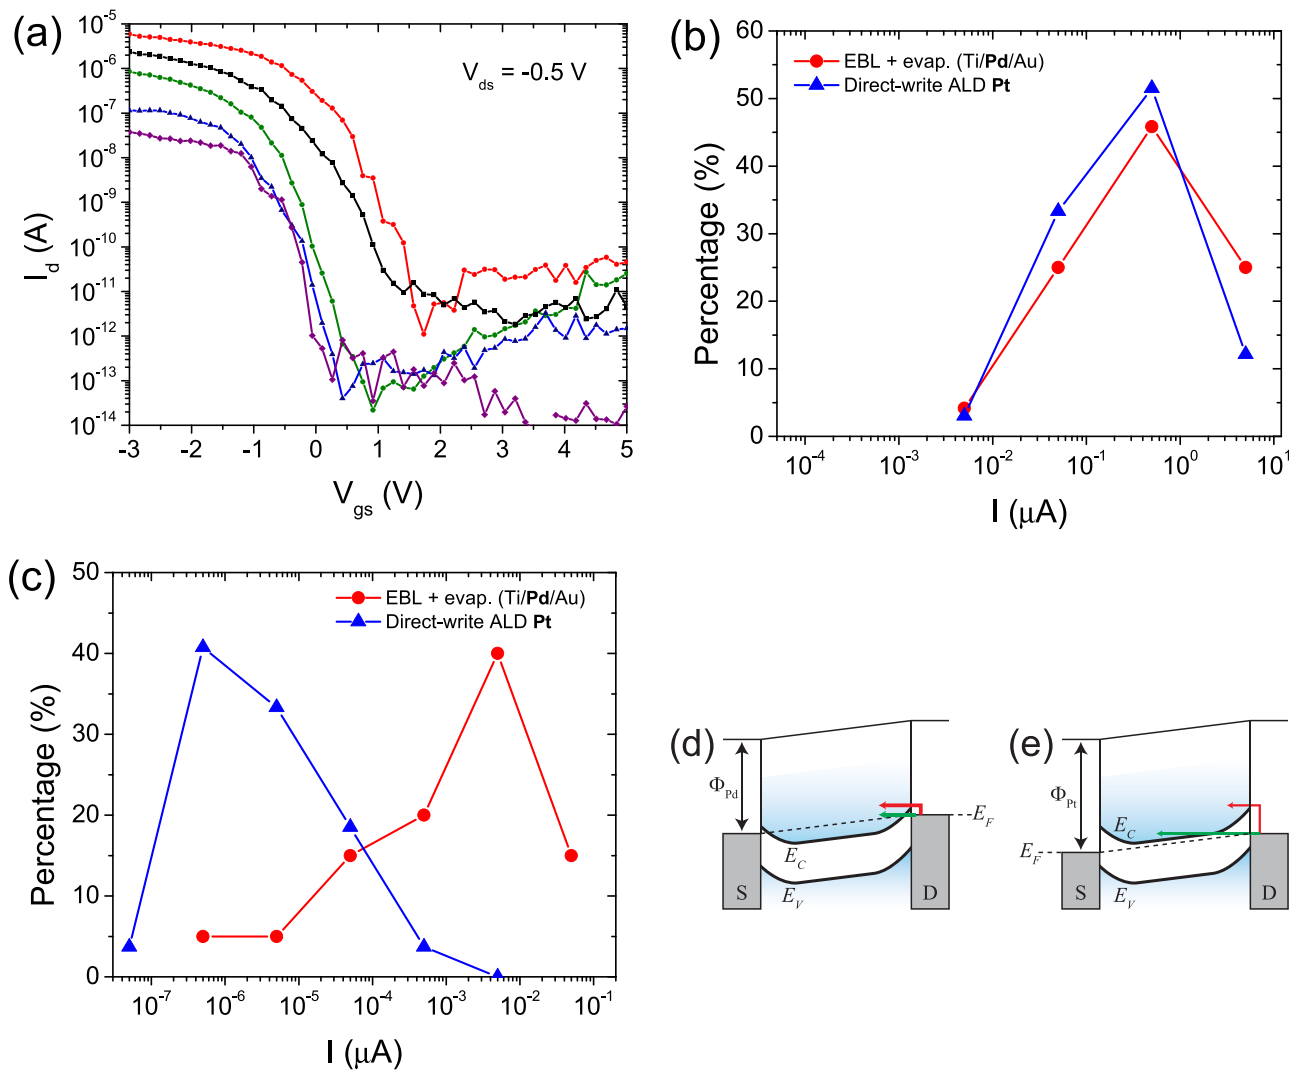 (a)
V_ds = -0.5 V
10^-5
10^-6
10^-7
10^-8
10^-9
10^-10
10^-11
10^-12
10^-13
10^-14
I_d (A)
-3 -2 -1 0 1 2 3 4 5
V_gs (V)
(b)
EBL + evap. (Ti/Pd/Au)
Direct-write ALD Pt
60
50
40
30
20
10
0
Percentage (%)
10^-4 10^-3 10^-2 10^-1 10^0 10^1
I (μA)
(c)
EBL + evap. (Ti/Pd/Au)
Direct-write ALD Pt
50
40
30
20
10
0
Percentage (%)
10^-7 10^-6 10^-5 10^-4 10^-3 10^-2 10^-1
I (μA)
(d)
Φ_Pd
E_F
E_C
E_V
S
D
(e)
Φ_Pt
E_C
E_F
E_V
S
D